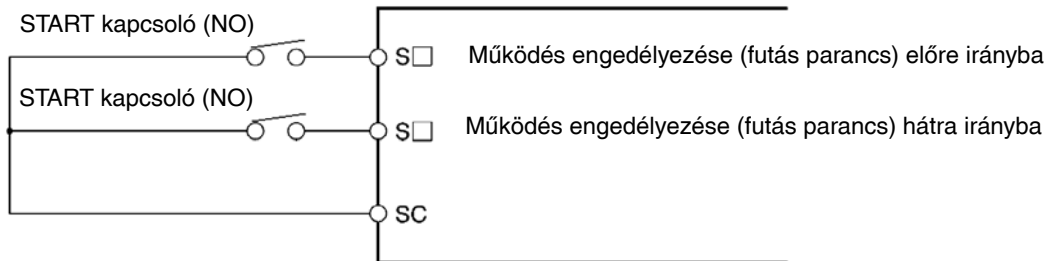 START kapcsoló (NO)
S□ Működés engedélyezése (futás parancs) előre irányba
START kapcsoló (NO)
S□ Működés engedélyezése (futás parancs) hátra irányba
SC